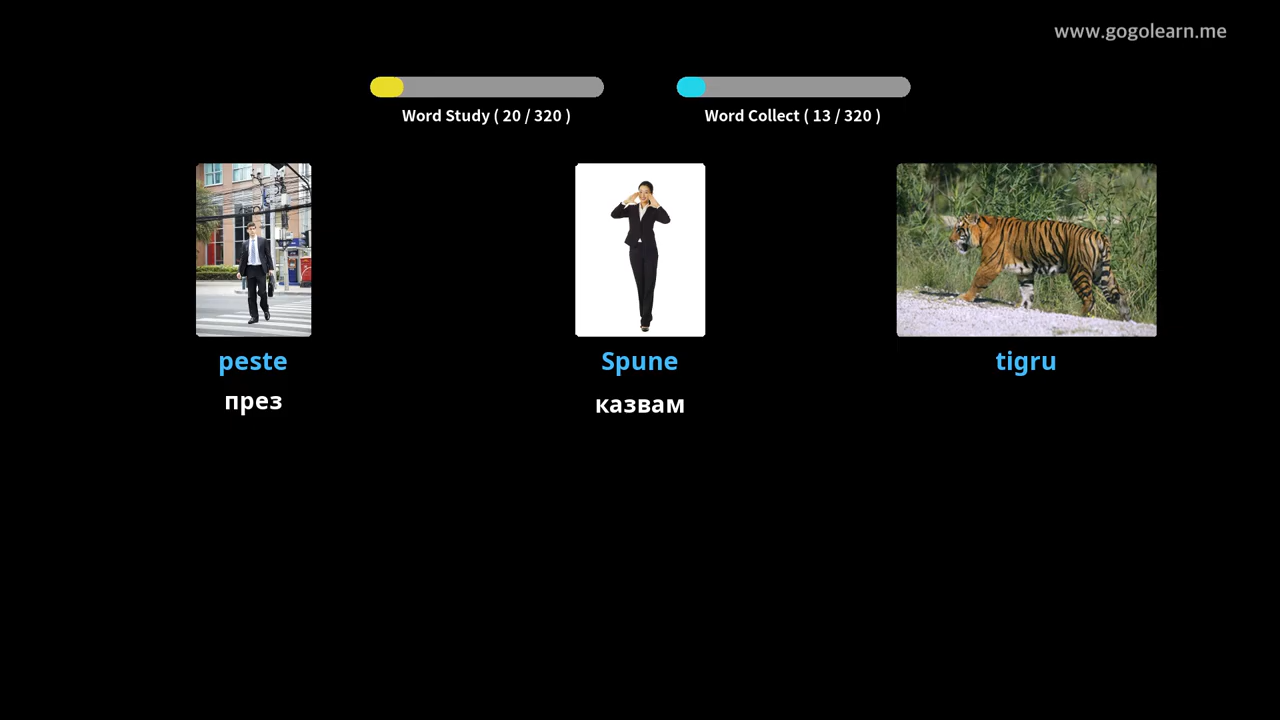 www.gogolearn.me
Word Study ( 20 / 320 )
Word Collect ( 13 / 320 )
peste
Spune
tigru
през
казвам